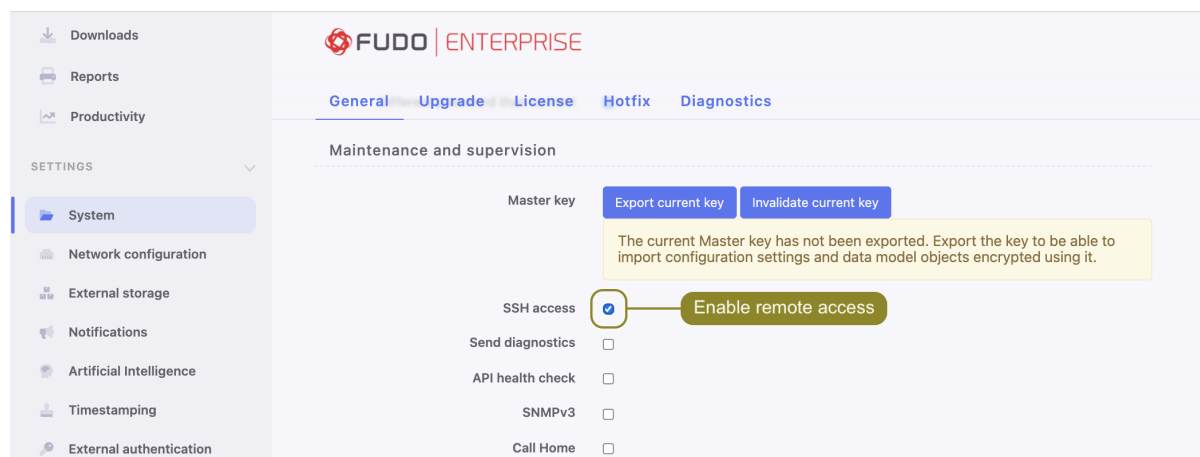 Downloads
Reports
Productivity
SETTINGS
System
Network configuration
External storage
Notifications
Artificial Intelligence
Timestamping
External authentication
FUDO | ENTERPRISE
General Upgrade License Hotfix Diagnostics
Maintenance and supervision
Master key Export current key Invalidate current key
The current Master key has not been exported. Export the key to be able to
import configuration settings and data model objects encrypted using it.
SSH access Enable remote access
Send diagnostics
API health check
SNMPv3
Call Home